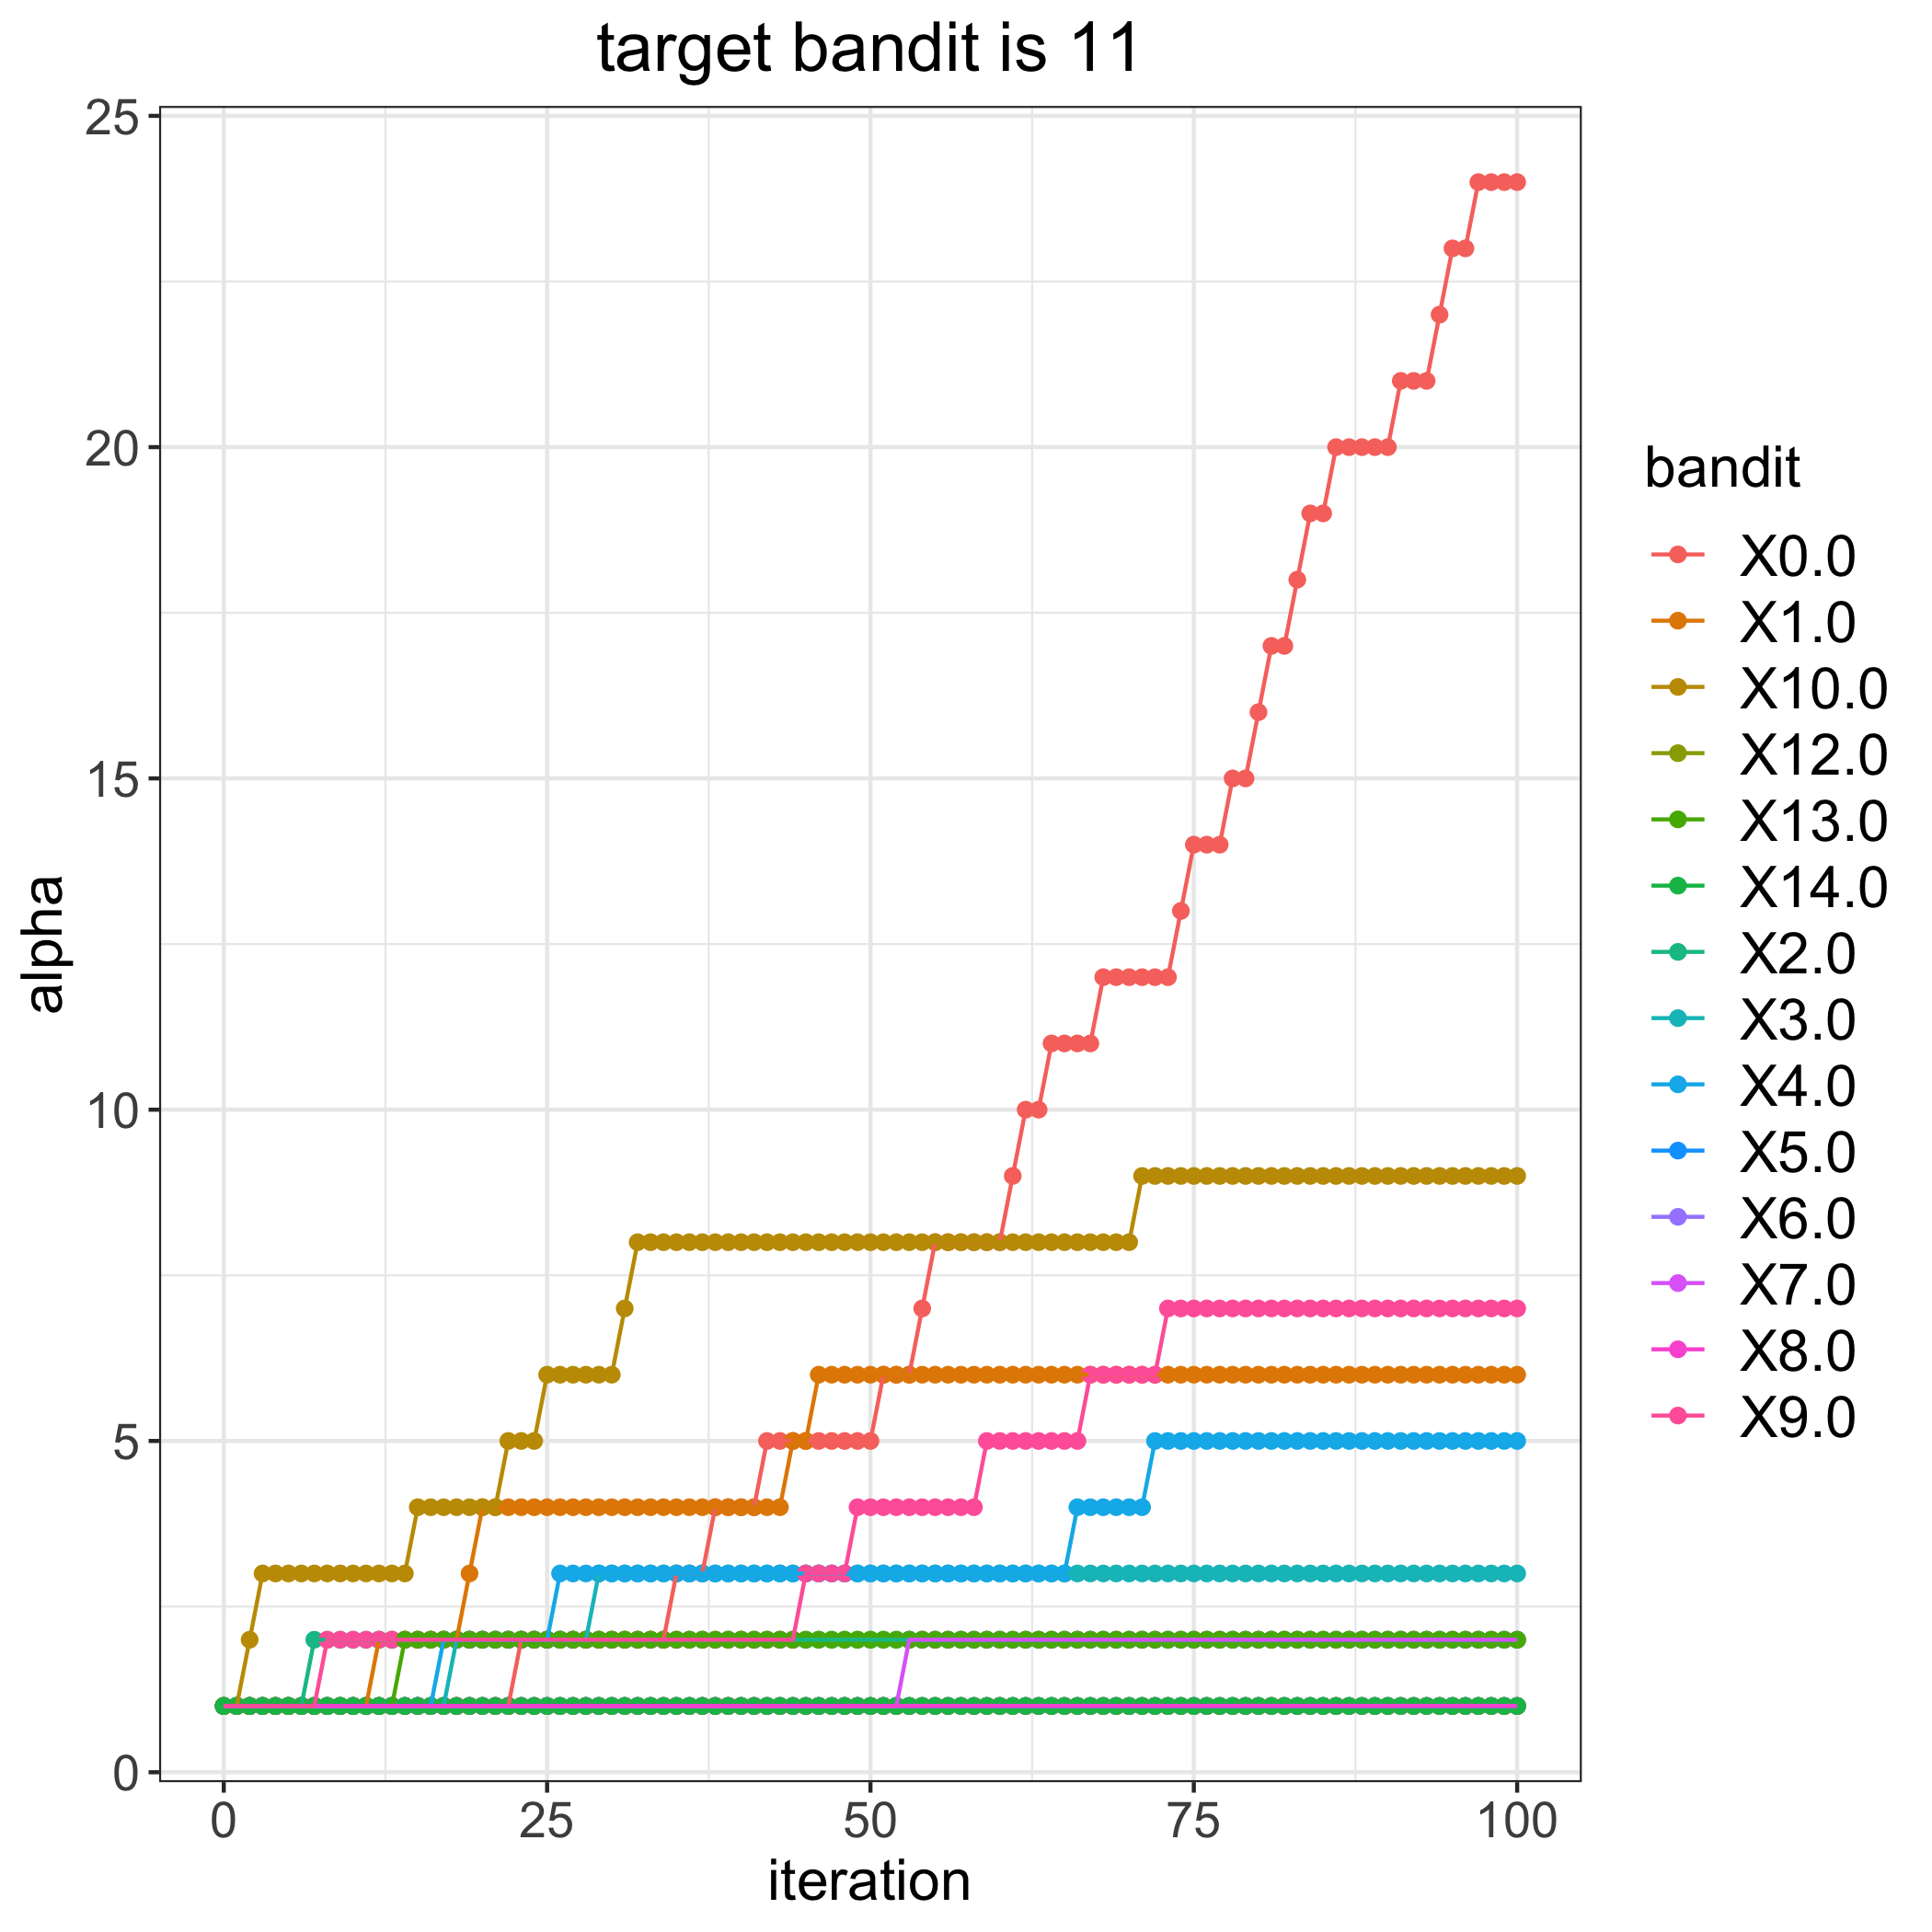 target bandit is 11
25
20
15
10
5
0
alpha
0 25 50 75 100
iteration
bandit
X0.0
X1.0
X10.0
X12.0
X13.0
X14.0
X2.0
X3.0
X4.0
X5.0
X6.0
X7.0
X8.0
X9.0